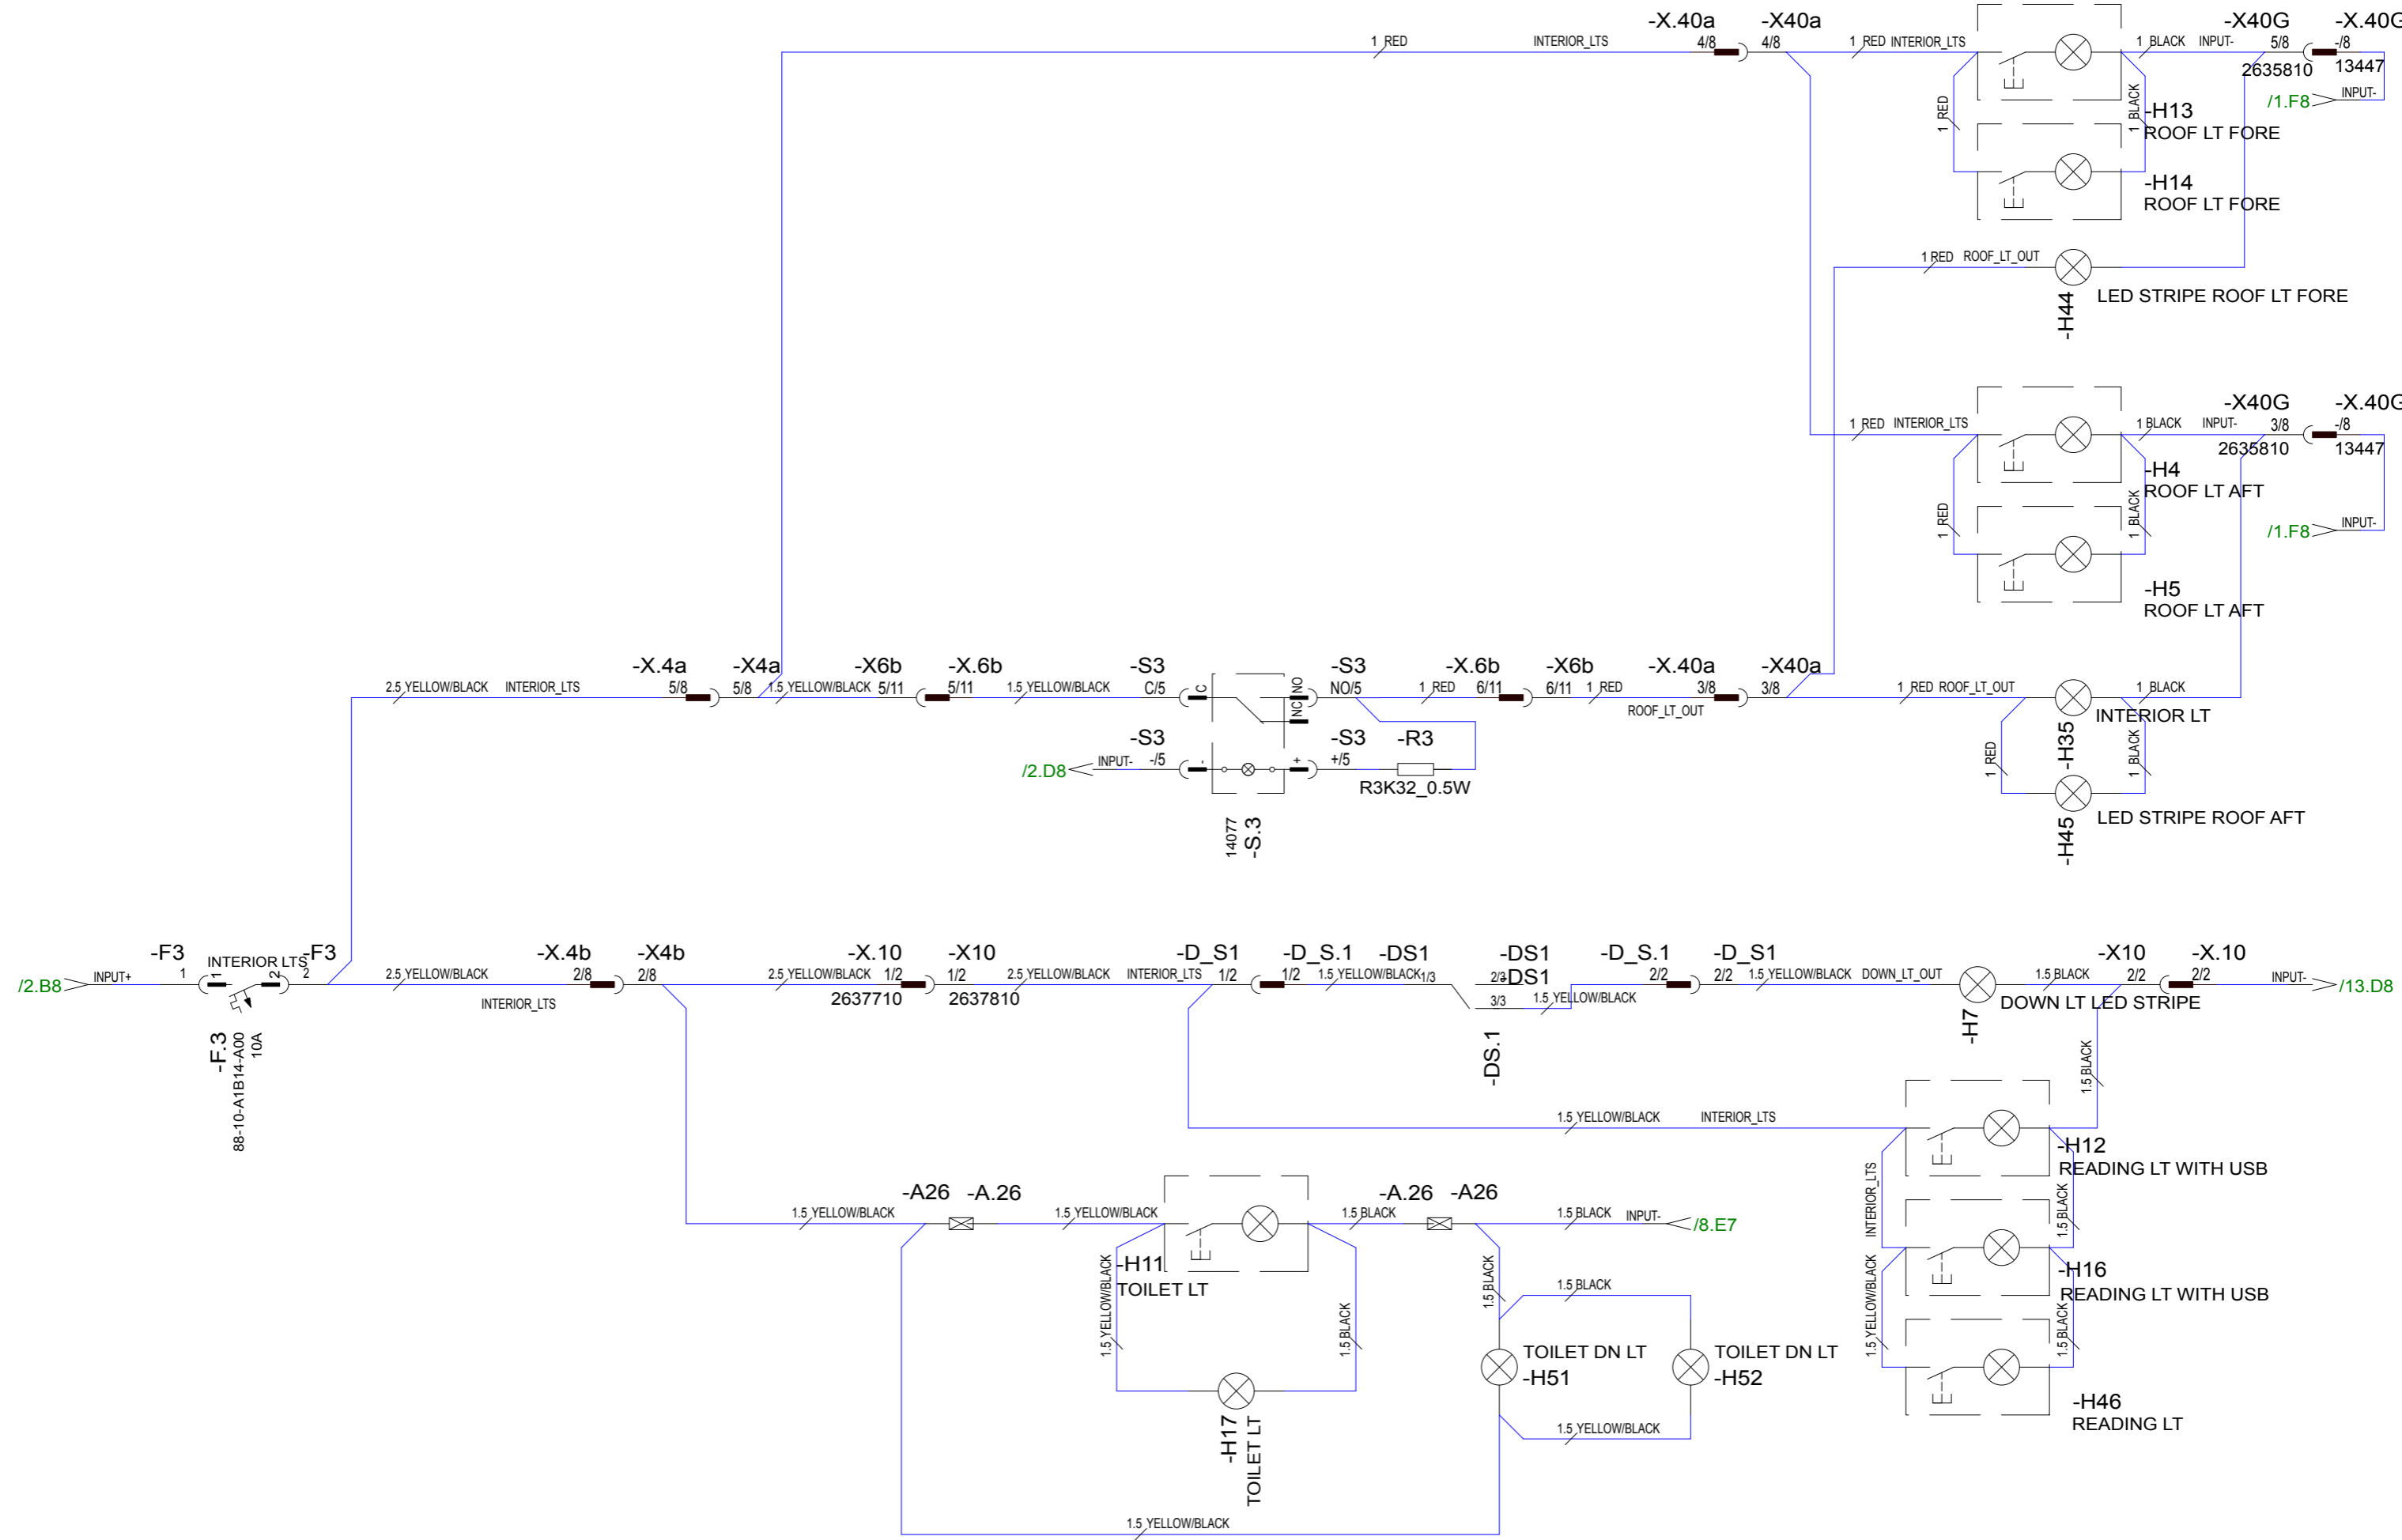 -X.40a
-X40a
-X40G
-X.40G
4/8
4/8
5/8
-/8
1 RED
INTERIOR_LTS
1 RED
INTERIOR_LTS
1 BLACK
INPUT-
2635810
13447
/1.F8
INPUT-
1 RED
1 BLACK
-H13
ROOF LT FORE
-H14
ROOF LT FORE
1 RED
ROOF_LT_OUT
-H44
LED STRIPE ROOF LT FORE
-X40G
-X.40G
1 RED
INTERIOR_LTS
1 BLACK
INPUT-
3/8
-/8
2635810
13447
1 RED
1 BLACK
-H4
ROOF LT AFT
/1.F8
INPUT-
-H5
ROOF LT AFT
-X.4a
-X4a
-X6b
-X.6b
-S3
-S3
-X.6b
-X6b
-X.40a
-X40a
2.5 YELLOW/BLACK
INTERIOR_LTS
5/8
5/8
1.5 YELLOW/BLACK
5/11
5/11
1.5 YELLOW/BLACK
C/5
C
NO
NC
NO/5
1 RED
6/11
6/11
1 RED
3/8
3/8
ROOF_LT_OUT
1 RED
ROOF_LT_OUT
1 BLACK
-H35
INTERIOR LT
-S3
-S3
-R3
/2.D8
INPUT-
-/5
-
+
+/5
R3K32_0.5W
1 RED
1 BLACK
14077
-S.3
-H45
LED STRIPE ROOF AFT
-F3
INTERIOR LTS
-F3
-X.4b
-X4b
-X.10
-X10
-D_S1
-D_S.1
-DS1
-DS1
-DS1
-D_S.1
-D_S1
-X10
-X.10
/2.B8
INPUT+
1
1
2
2
2.5 YELLOW/BLACK
INTERIOR_LTS
2/8
2/8
2.5 YELLOW/BLACK
1/2
1/2
2637710
2637810
2.5 YELLOW/BLACK
INTERIOR_LTS
1/2
1/2
1.5 YELLOW/BLACK
1/3
2/3
3/3
1.5 YELLOW/BLACK
2/2
2/2
1.5 YELLOW/BLACK
DOWN_LT_OUT
1.5 BLACK
2/2
2/2
INPUT-
/13.D8
-H7
DOWN LT LED STRIPE
-F.3
88-10-A1B14-A00
10A
-DS.1
1.5 BLACK
1.5 YELLOW/BLACK
INTERIOR_LTS
-H12
READING LT WITH USB
INTERIOR_LTS
1.5 BLACK
-H16
READING LT WITH USB
1.5 YELLOW/BLACK
1.5 BLACK
-H46
READING LT
-A26
-A.26
-A.26
-A26
1.5 YELLOW/BLACK
1.5 YELLOW/BLACK
1.5 BLACK
1.5 BLACK
INPUT-
/8.E7
-H11
TOILET LT
1.5 YELLOW/BLACK
1.5 BLACK
1.5 BLACK
1.5 BLACK
TOILET DN LT
-H51
TOILET DN LT
-H52
-H17
TOILET LT
1.5 YELLOW/BLACK
1.5 YELLOW/BLACK